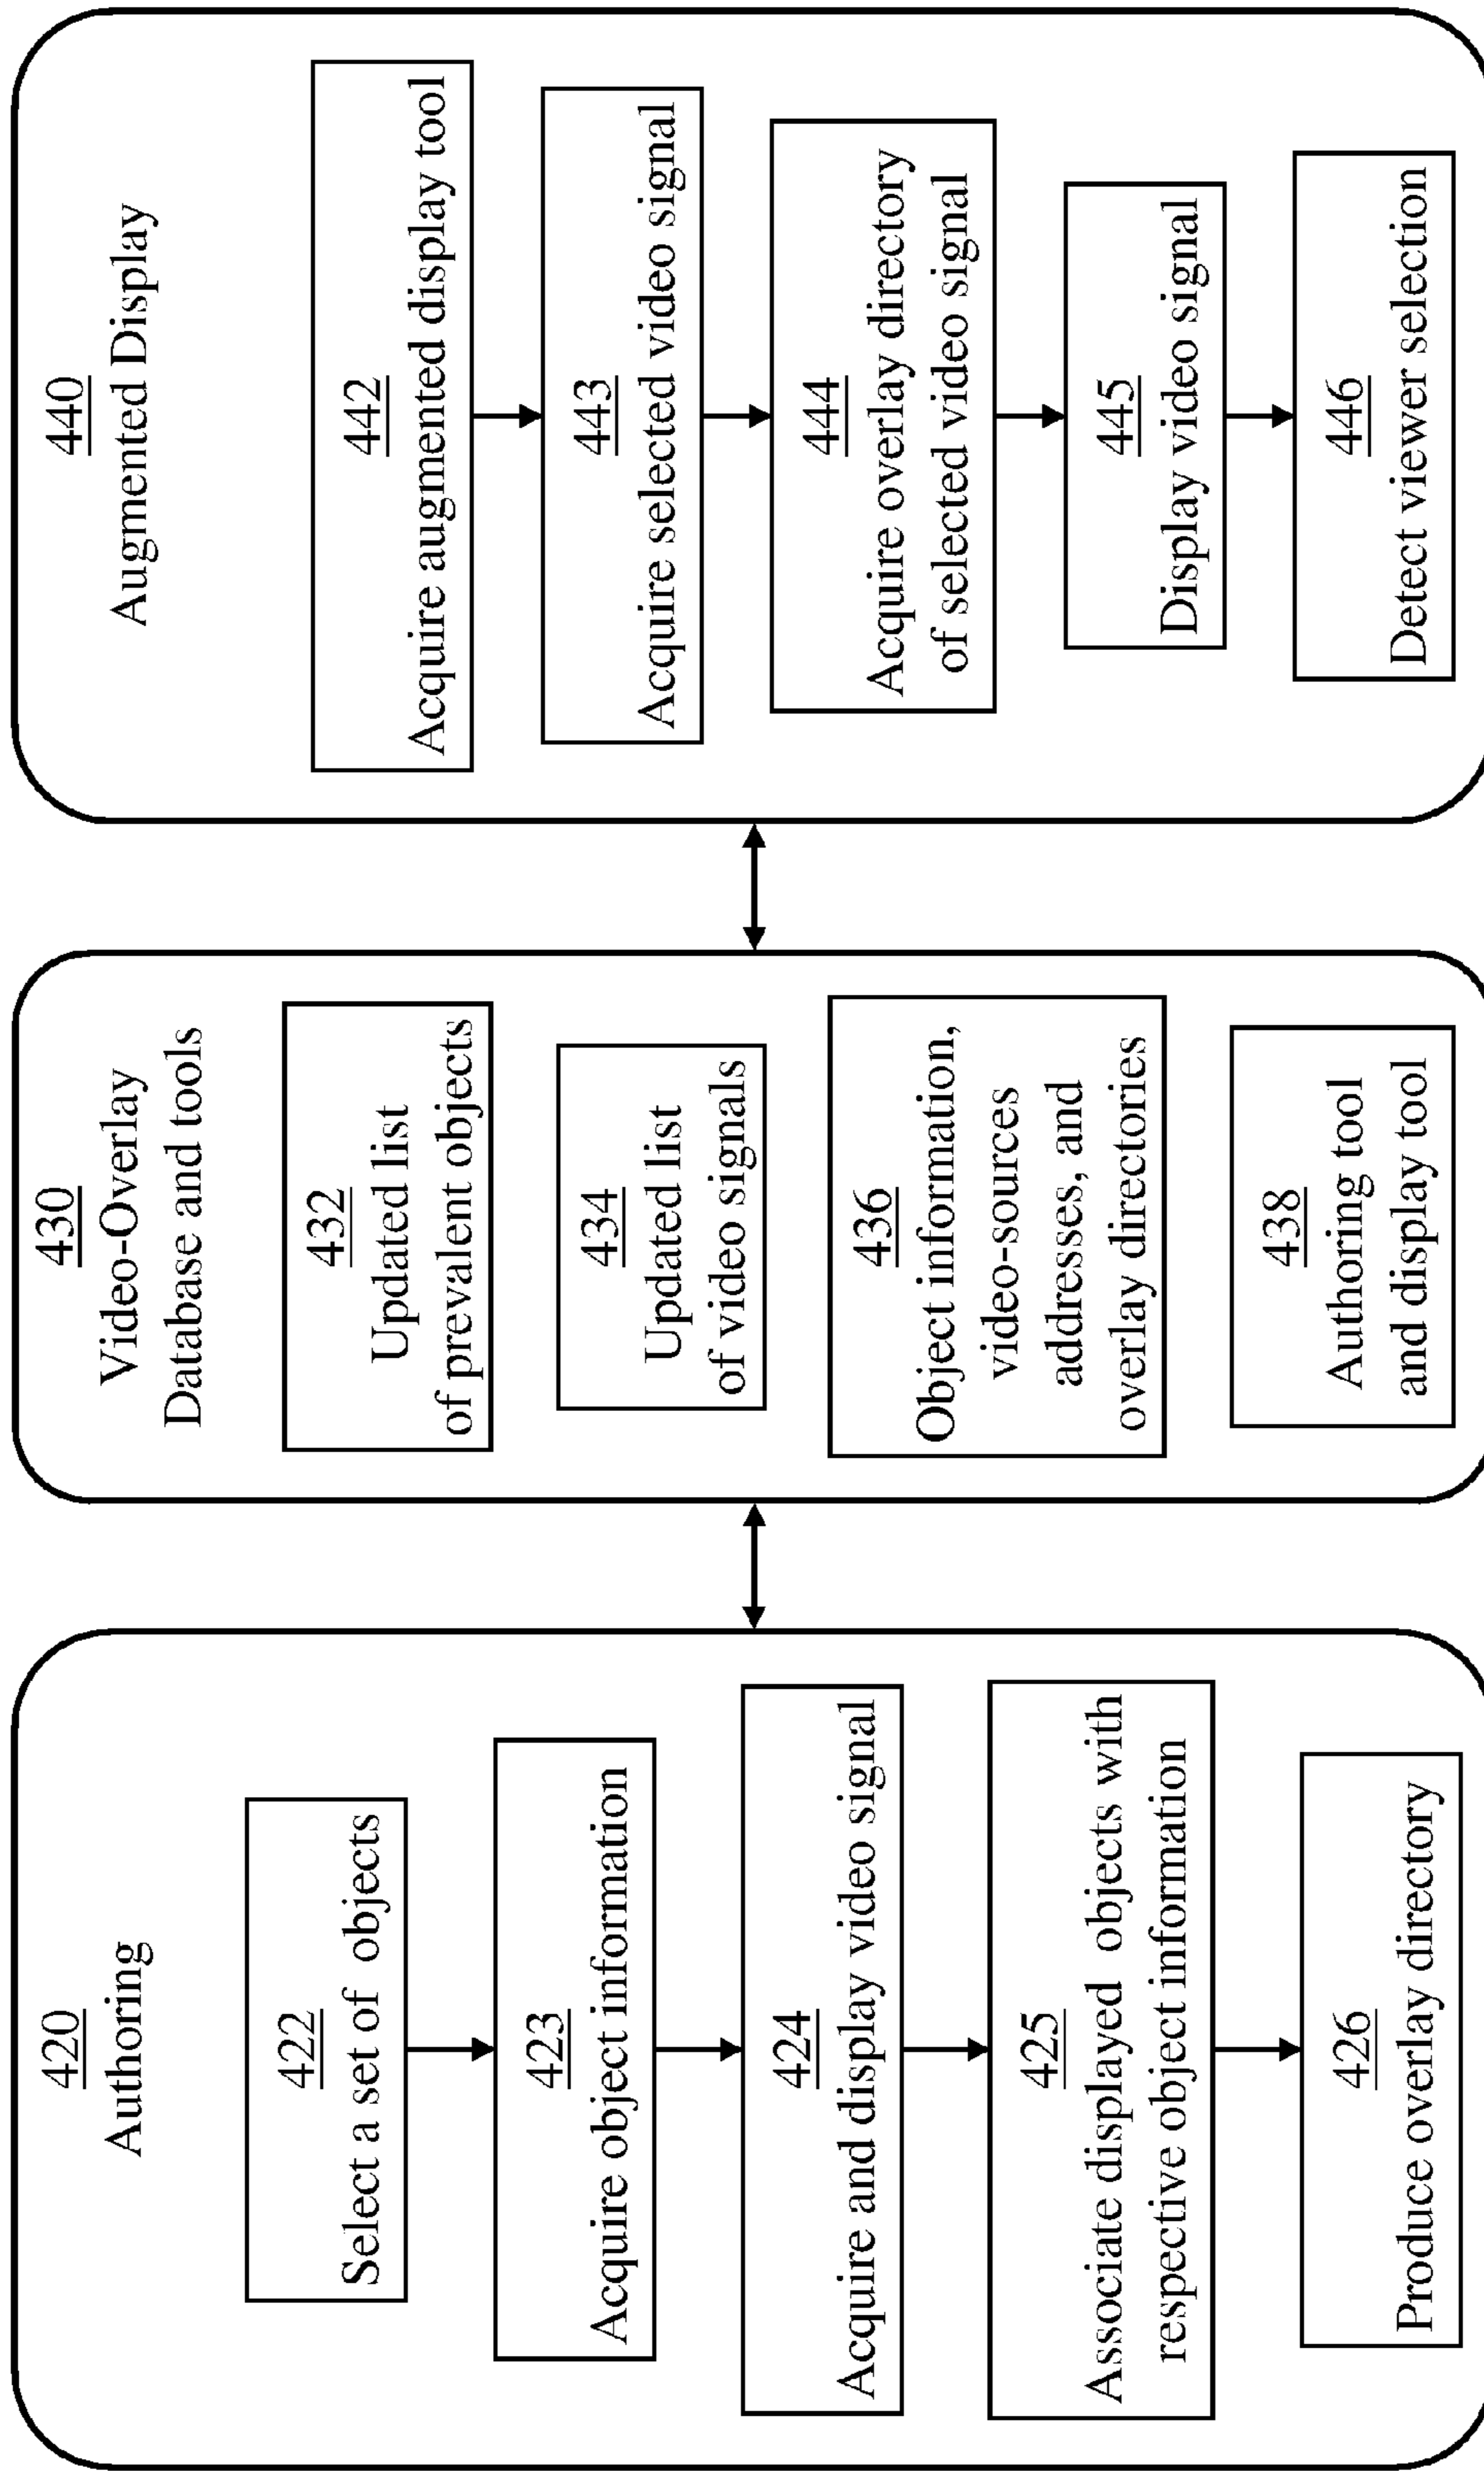 420
Authoring
422
Select a set of objects
423
Acquire object information
424
Acquire and display video signal
425
Associate displayed objects with
respective object information
426
Produce overlay directory
430
Video-Overlay
Database and tools
432
Updated list
of prevalent objects
434
Updated list
of video signals
436
Object information,
video-sources
addresses, and
overlay directories
438
Authoring tool
and display tool
440
Augmented Display
442
Acquire augmented display tool
443
Acquire selected video signal
444
Acquire overlay directory
of selected video signal
445
Display video signal
446
Detect viewer selection